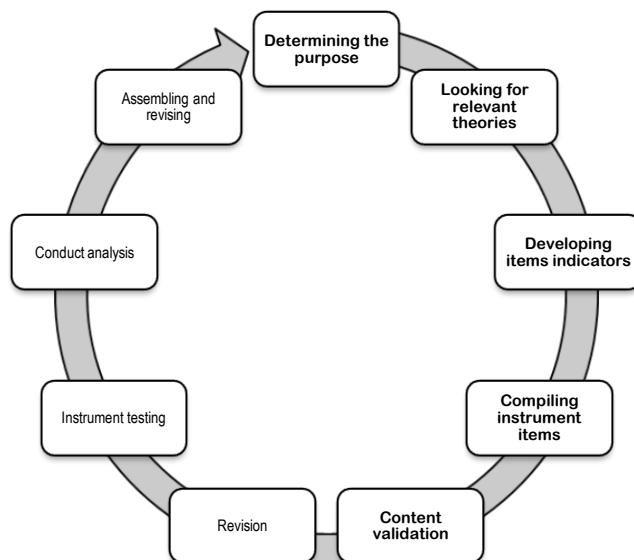 Determining the
purpose
Looking for
relevant
theories
Developing
items indicators
Compiling
instrument
items
Content
validation
Revision
Instrument testing
Conduct analysis
Assembling and
revising